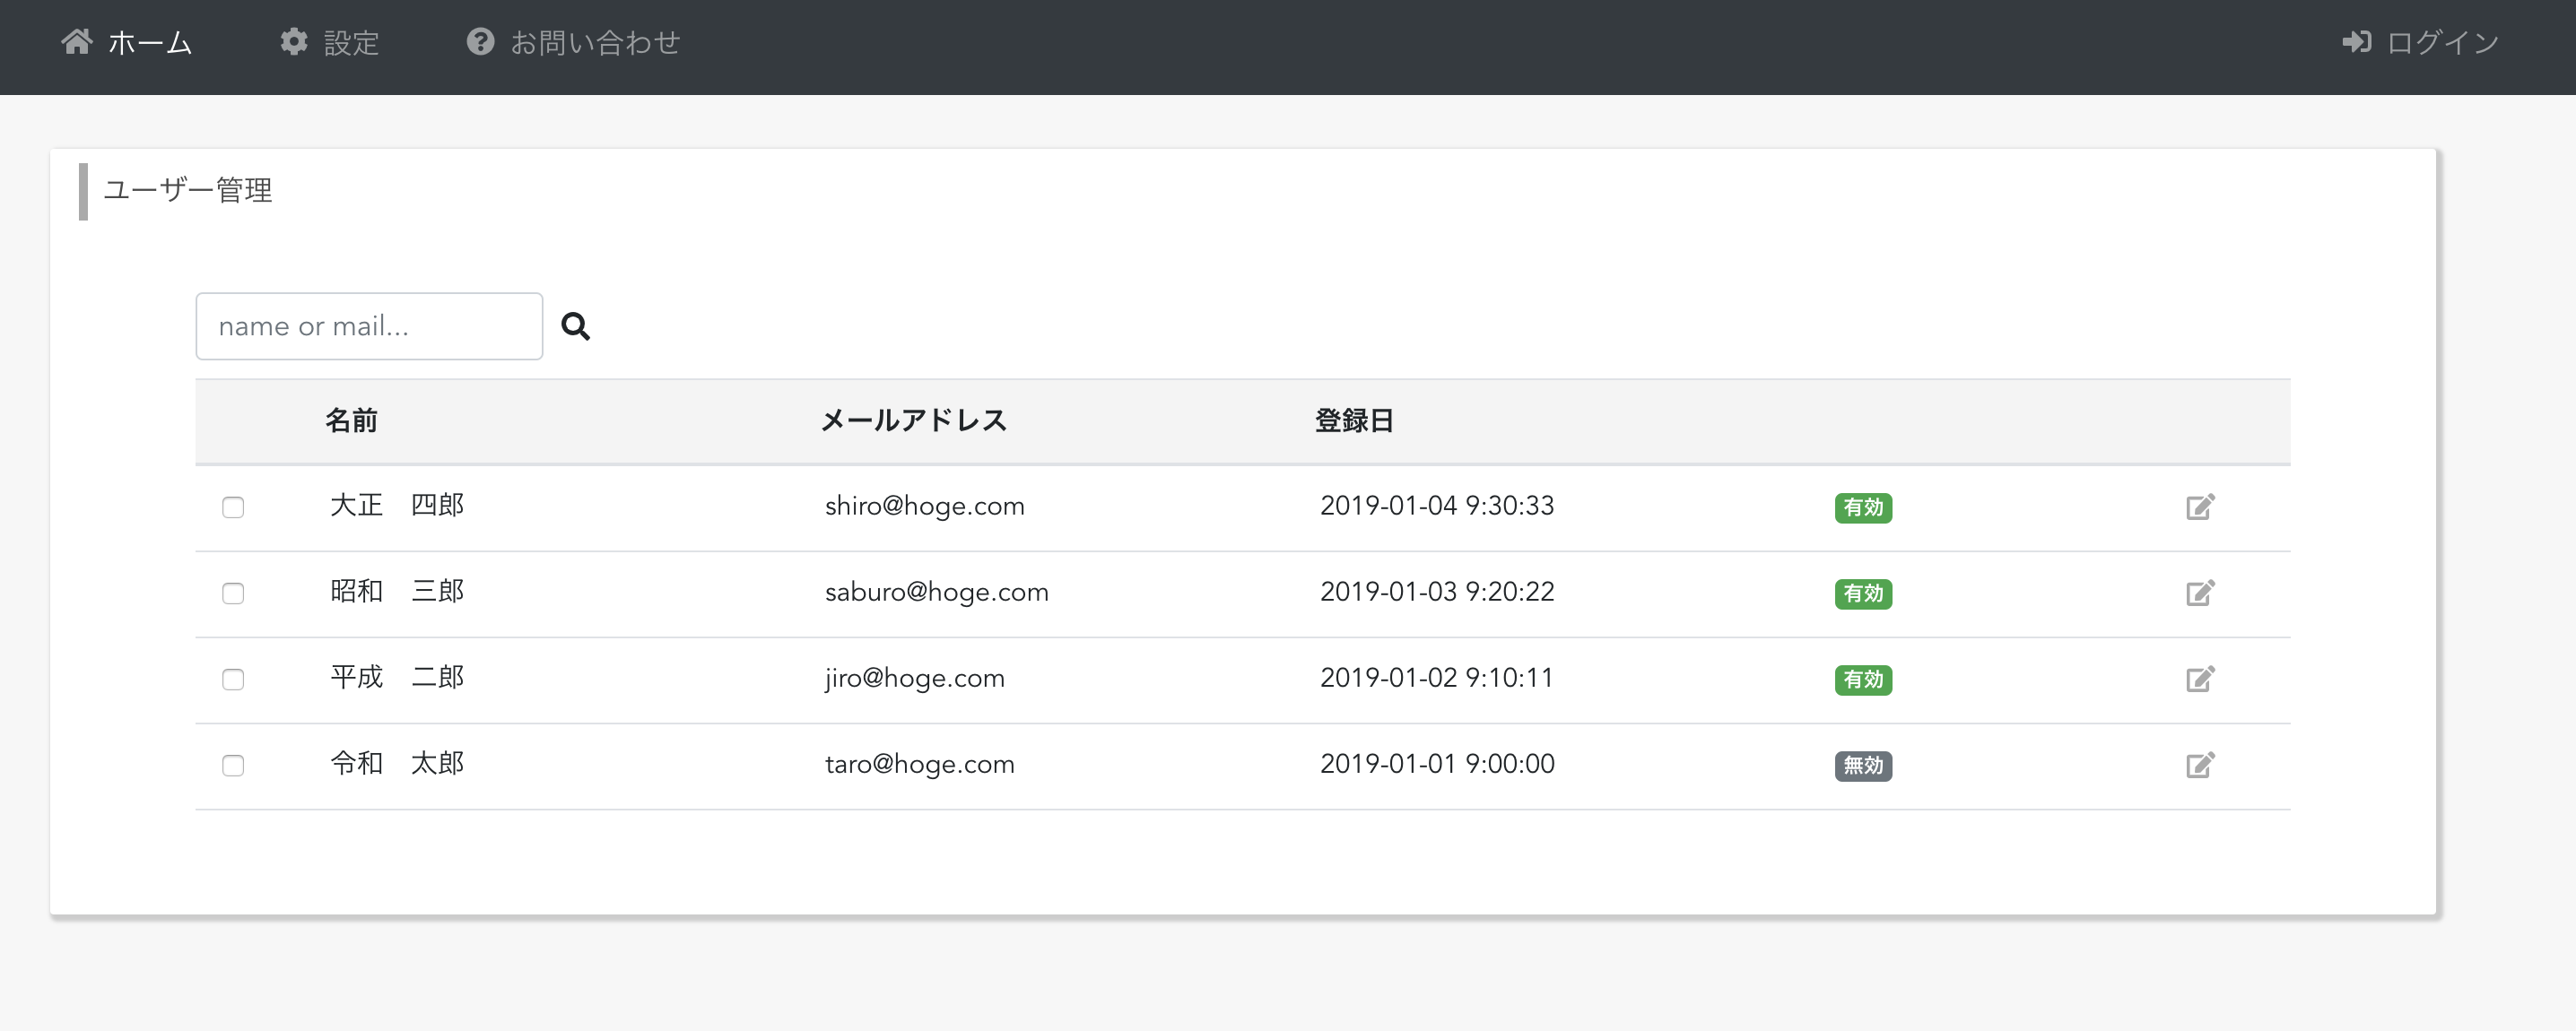 ホーム 設定 お問い合わせ ログイン
ユーザー管理
name or mail...
名前 メールアドレス 登録日
大正　四郎 shiro@hoge.com 2019-01-04 9:30:33 有効
昭和　三郎 saburo@hoge.com 2019-01-03 9:20:22 有効
平成　二郎 jiro@hoge.com 2019-01-02 9:10:11 有効
令和　太郎 taro@hoge.com 2019-01-01 9:00:00 無効